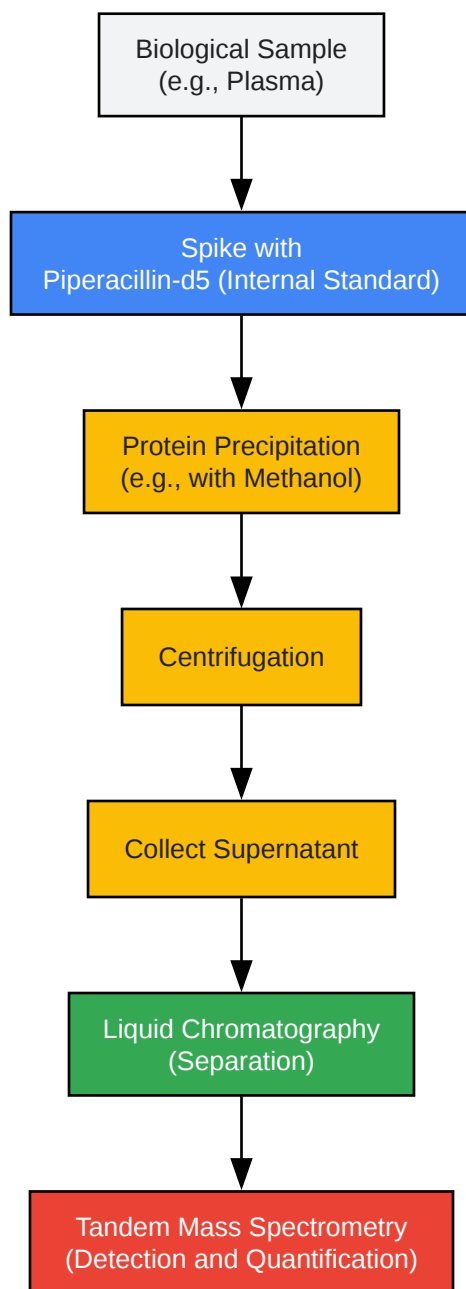 Biological Sample
(e.g., Plasma)
Spike with
Piperacillin-d5 (Internal Standard)
Protein Precipitation
(e.g., with Methanol)
Centrifugation
Collect Supernatant
Liquid Chromatography
(Separation)
Tandem Mass Spectrometry
(Detection and Quantification)